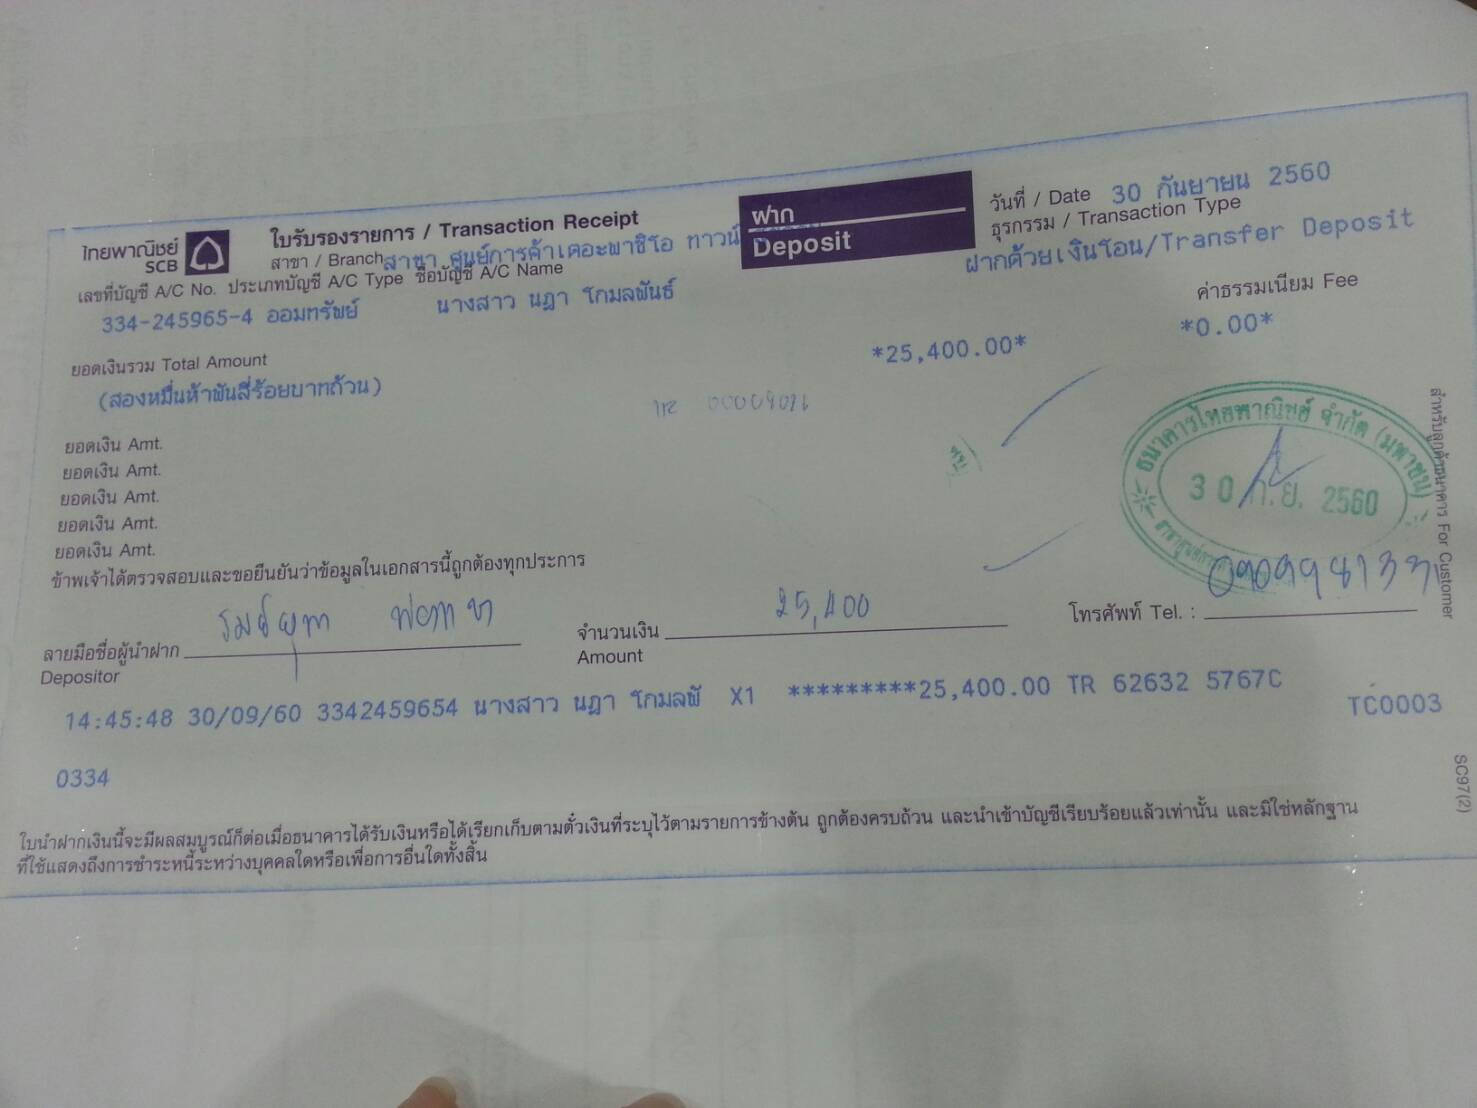 ไทยพาณิชย์
SCB
ใบรับรองรายการ / Transaction Receipt
ฝาก
Deposit
วันที่ / Date 30 กันยายน 2560
สาขา / Branch สาขา ศูนย์การค้าเดอะพาซิโอ ทาวน์
ธุรกรรม / Transaction Type
ฝากด้วยเงินโอน/Transfer Deposit
เลขที่บัญชี A/C No. ประเภทบัญชี A/C Type ชื่อบัญชี A/C Name
334-245965-4 ออมทรัพย์ นางสาว นฎา โกมลพันธ์
ค่าธรรมเนียม Fee
*0.00*
ยอดเงินรวม Total Amount *25,400.00*
(สองหมื่นห้าพันสี่ร้อยบาทถ้วน)
ยอดเงิน Amt.
ยอดเงิน Amt.
ยอดเงิน Amt.
ยอดเงิน Amt.
ยอดเงิน Amt.
ธนาคารไทยพาณิชย์ จำกัด (มหาชน)
30 ก.ย. 2560
สำหรับลูกค้าธนาคาร For Customer
ข้าพเจ้าได้ตรวจสอบและขอยืนยันว่าข้อมูลในเอกสารนี้ถูกต้องทุกประการ
ลายมือชื่อผู้นำฝาก
Depositor
จำนวนเงิน 25,400
Amount
โทรศัพท์ Tel. :
14:45:48 30/09/60 3342459654 นางสาว นฎา โกมลพั X1 *********25,400.00 TR 62632 5767C
TC0003
0334
SC97(2)
ใบนำฝากเงินนี้จะมีผลสมบูรณ์ก็ต่อเมื่อธนาคารได้รับเงินหรือได้เรียกเก็บตามตั๋วเงินที่ระบุไว้ตามรายการข้างต้น ถูกต้องครบถ้วน และนำเข้าบัญชีเรียบร้อยแล้วเท่านั้น และมิใช่หลักฐาน
ที่ใช้แสดงถึงการชำระหนี้ระหว่างบุคคลใดหรือเพื่อการอื่นใดทั้งสิ้น